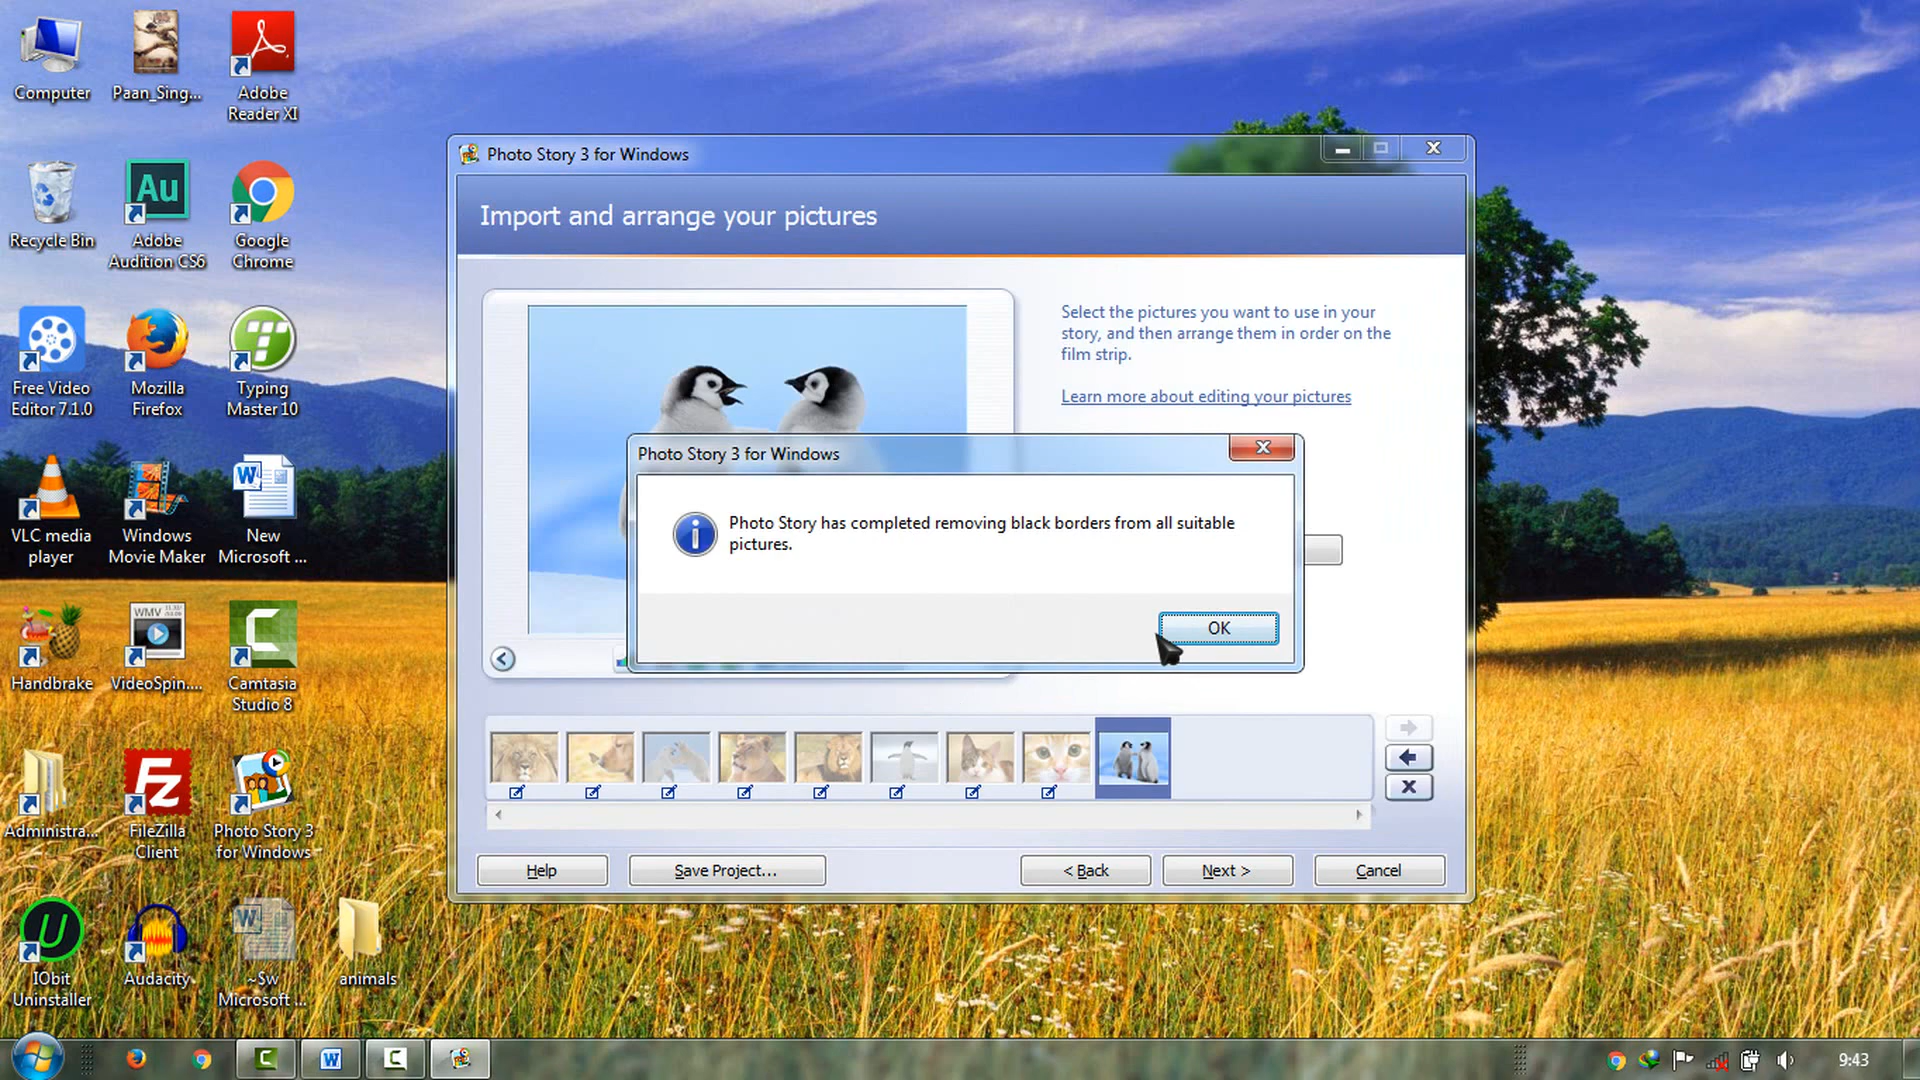 Computer
Paan_Sing...
Adobe
Reader XI
Recycle Bin
Au
Adobe
Audition CS6
Google
Chrome
Free Video
Editor 7.1.0
Mozilla
Firefox
Typing
Master 10
VLC media
player
Windows
Movie Maker
New
Microsoft ...
Handbrake
WMV
VideoSpin....
Camtasia
Studio 8
Administra...
FileZilla
Client
Photo Story 3
for Windows
IObit
Uninstaller
Audacity
~$w
Microsoft ...
animals
Photo Story 3 for Windows
Import and arrange your pictures
Select the pictures you want to use in your
story, and then arrange them in order on the
film strip.
Learn more about editing your pictures
Photo Story 3 for Windows
Photo Story has completed removing black borders from all suitable
pictures.
OK
Help
Save Project...
< Back
Next >
Cancel
9:43